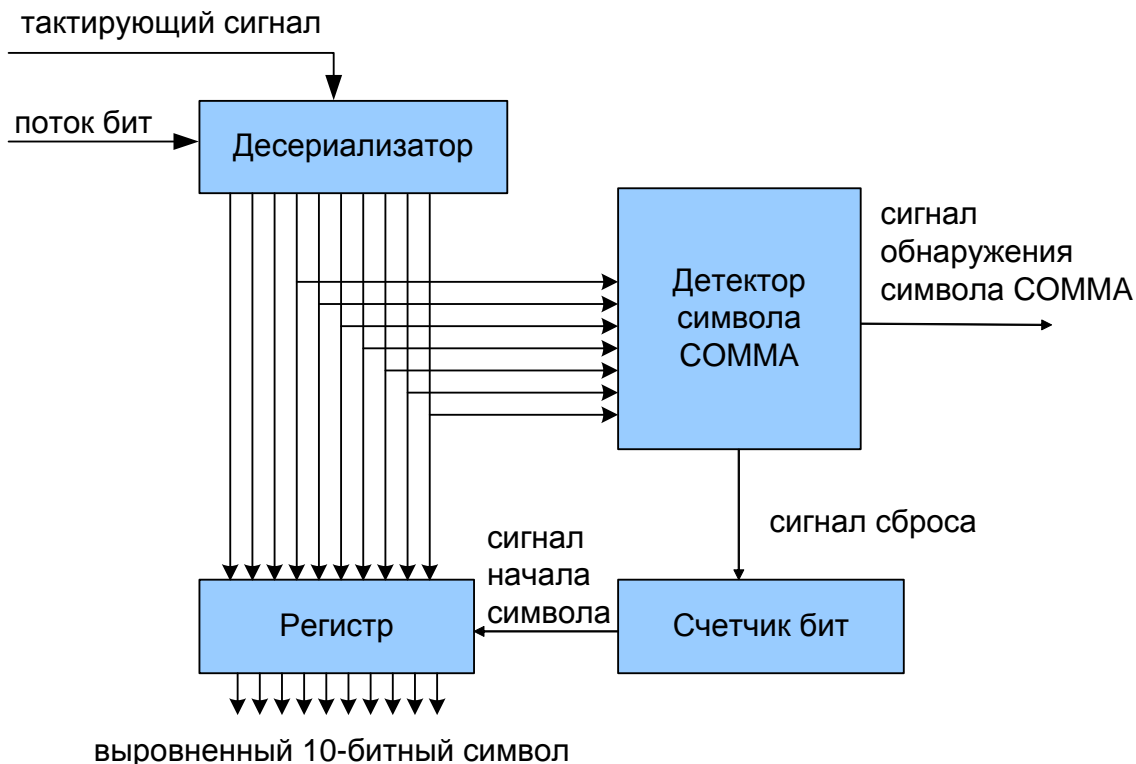 тактирующий сигнал
поток бит
Десериализатор
сигнал
обнаружения
символа COMMA
Детектор
символа
COMMA
сигнал сброса
сигнал
начала
символа
Регистр
Счетчик бит
выровненный 10-битный символ